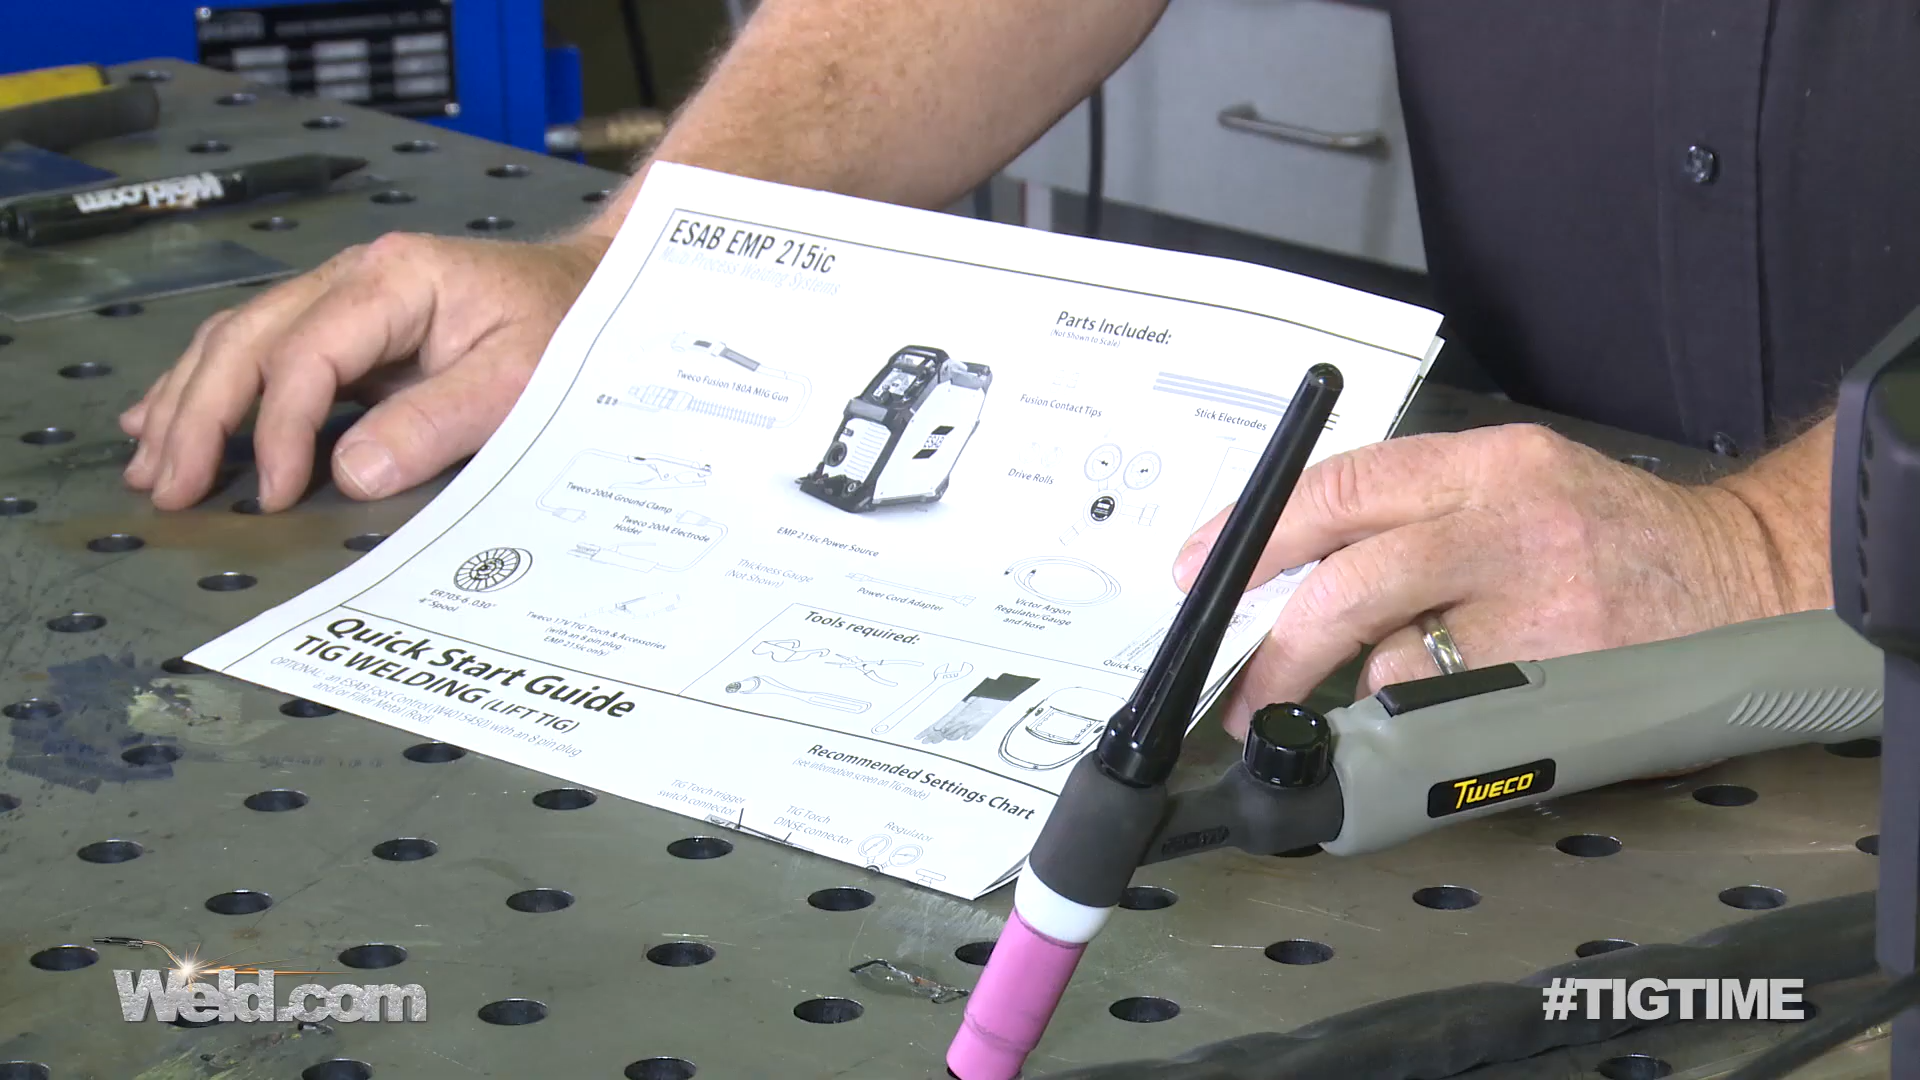 Weld.com
ESAB EMP 215ic
Multi Process Welding Systems
Parts Included:
(Not Shown to Scale)
Tweco Fusion 180A MIG Gun
Fusion Contact Tips
Stick Electrodes
ESAB
Drive Rolls
Tweco 200A Ground Clamp
Tweco 200A Electrode
Holder
EMP 215ic Power Source
Thickness Gauge
(Not Shown)
Power Cord Adapter
Victor Argon
Regulator/Gauge
and Hose
ER70S-6 .030"
4" Spool
Tweco 17V TIG Torch & Accessories
(with an 8 pin plug
EMP 215ic only)
Tools required:
Quick Sta
Quick Start Guide
TIG WELDING (LIFT TIG)
OPTIONAL: an ESAB Foot Control (W4015450) with an 8 pin plug
and/or Filler Metal (Rod).
Recommended Settings Chart
(see information screen on TIG mode)
TIG Torch trigger
switch connector
TIG Torch
DINSE connector
Regulator
TWECO
Weld.com
#TIGTIME